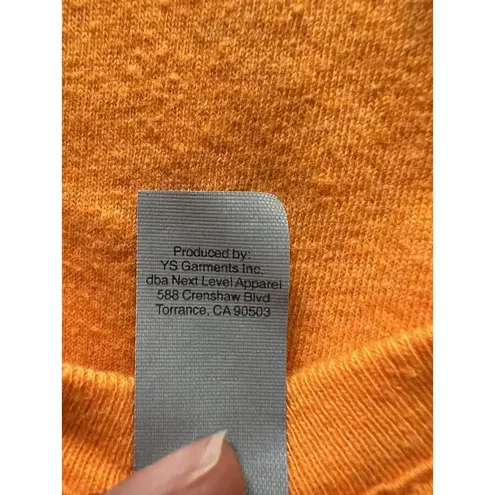 Produced by:
YS Garments Inc.
dba Next Level Apparel
588 Crenshaw Blvd
Torrance, CA 90503